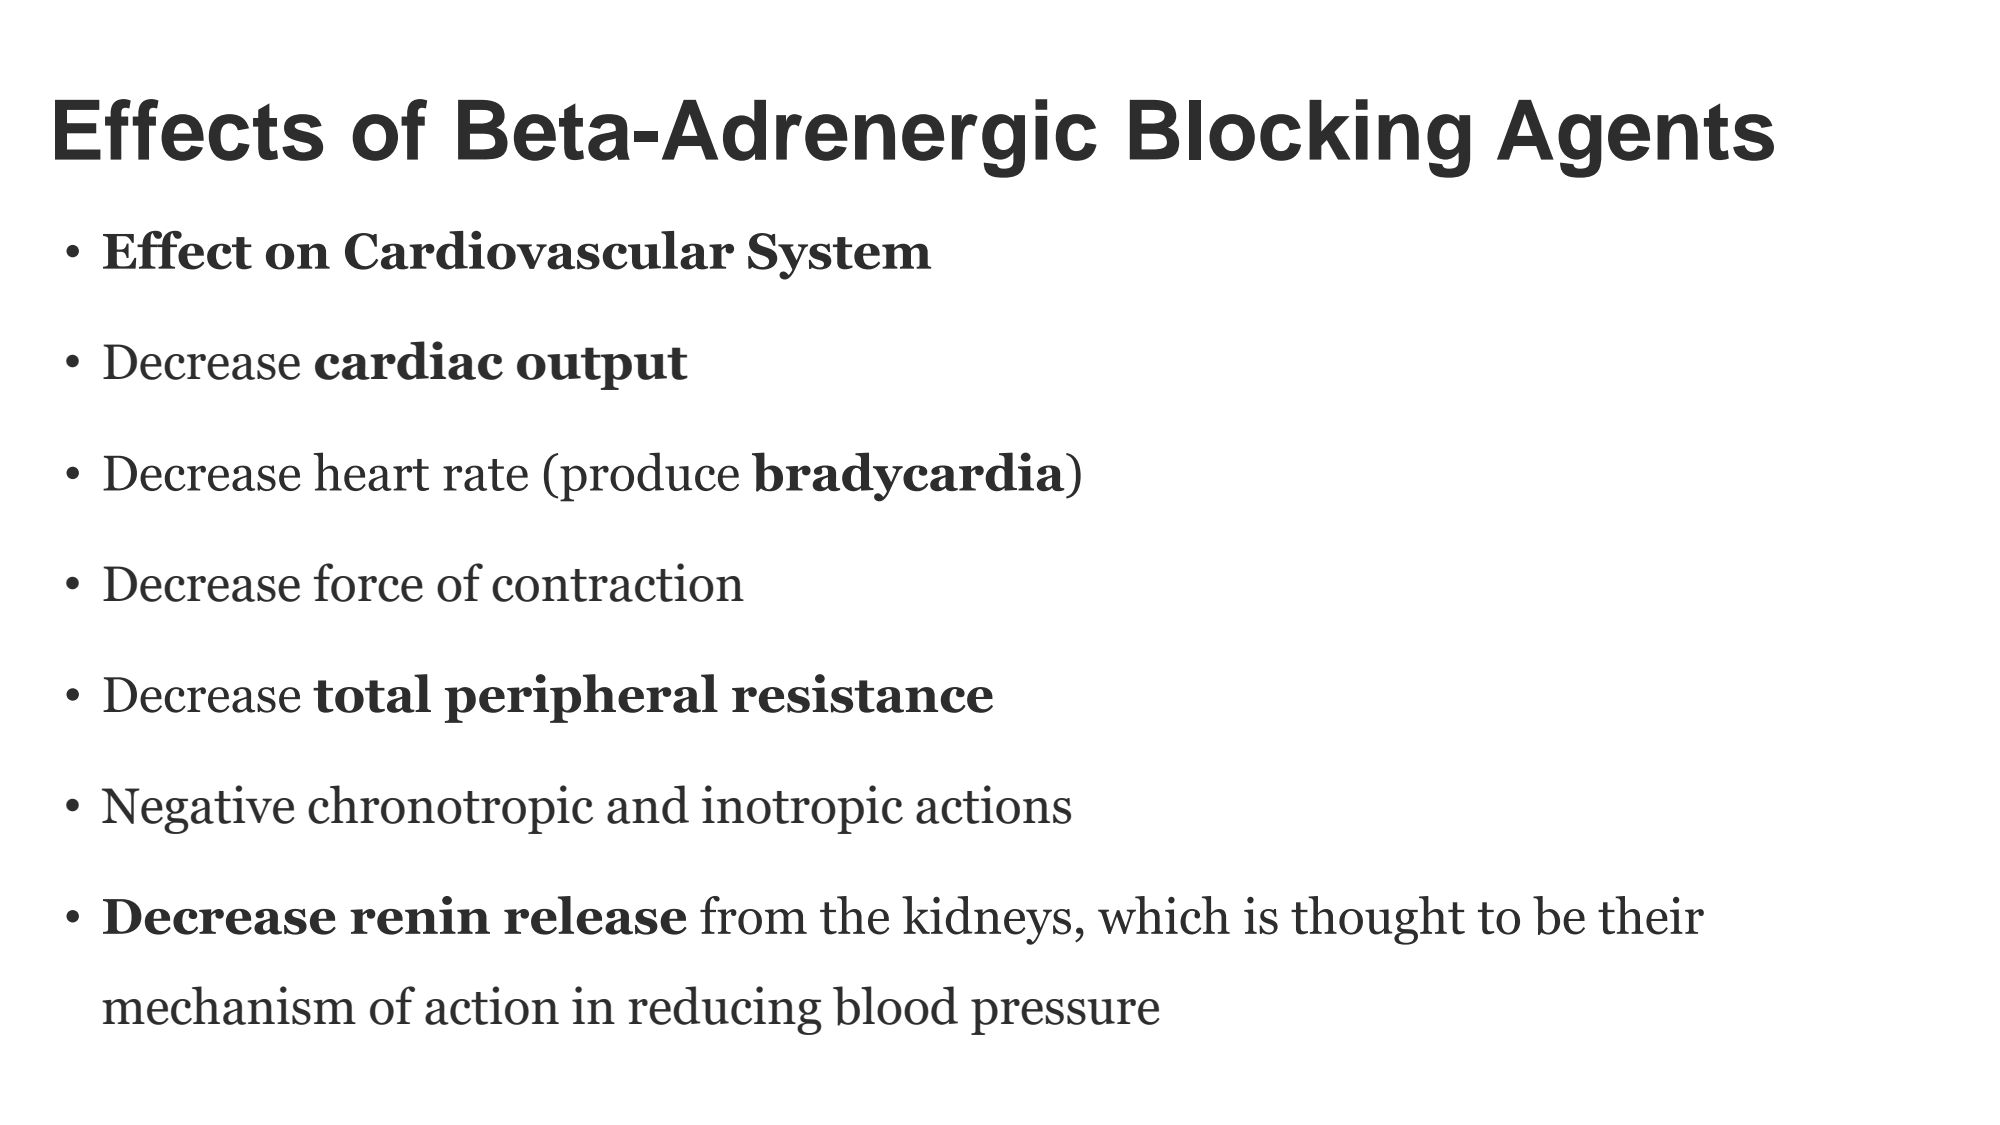 Effects of Beta-Adrenergic Blocking Agents
• Effect on Cardiovascular System
• Decrease cardiac output
• Decrease heart rate (produce bradycardia)
• Decrease force of contraction
• Decrease total peripheral resistance
• Negative chronotropic and inotropic actions
• Decrease renin release from the kidneys, which is thought to be their
mechanism of action in reducing blood pressure